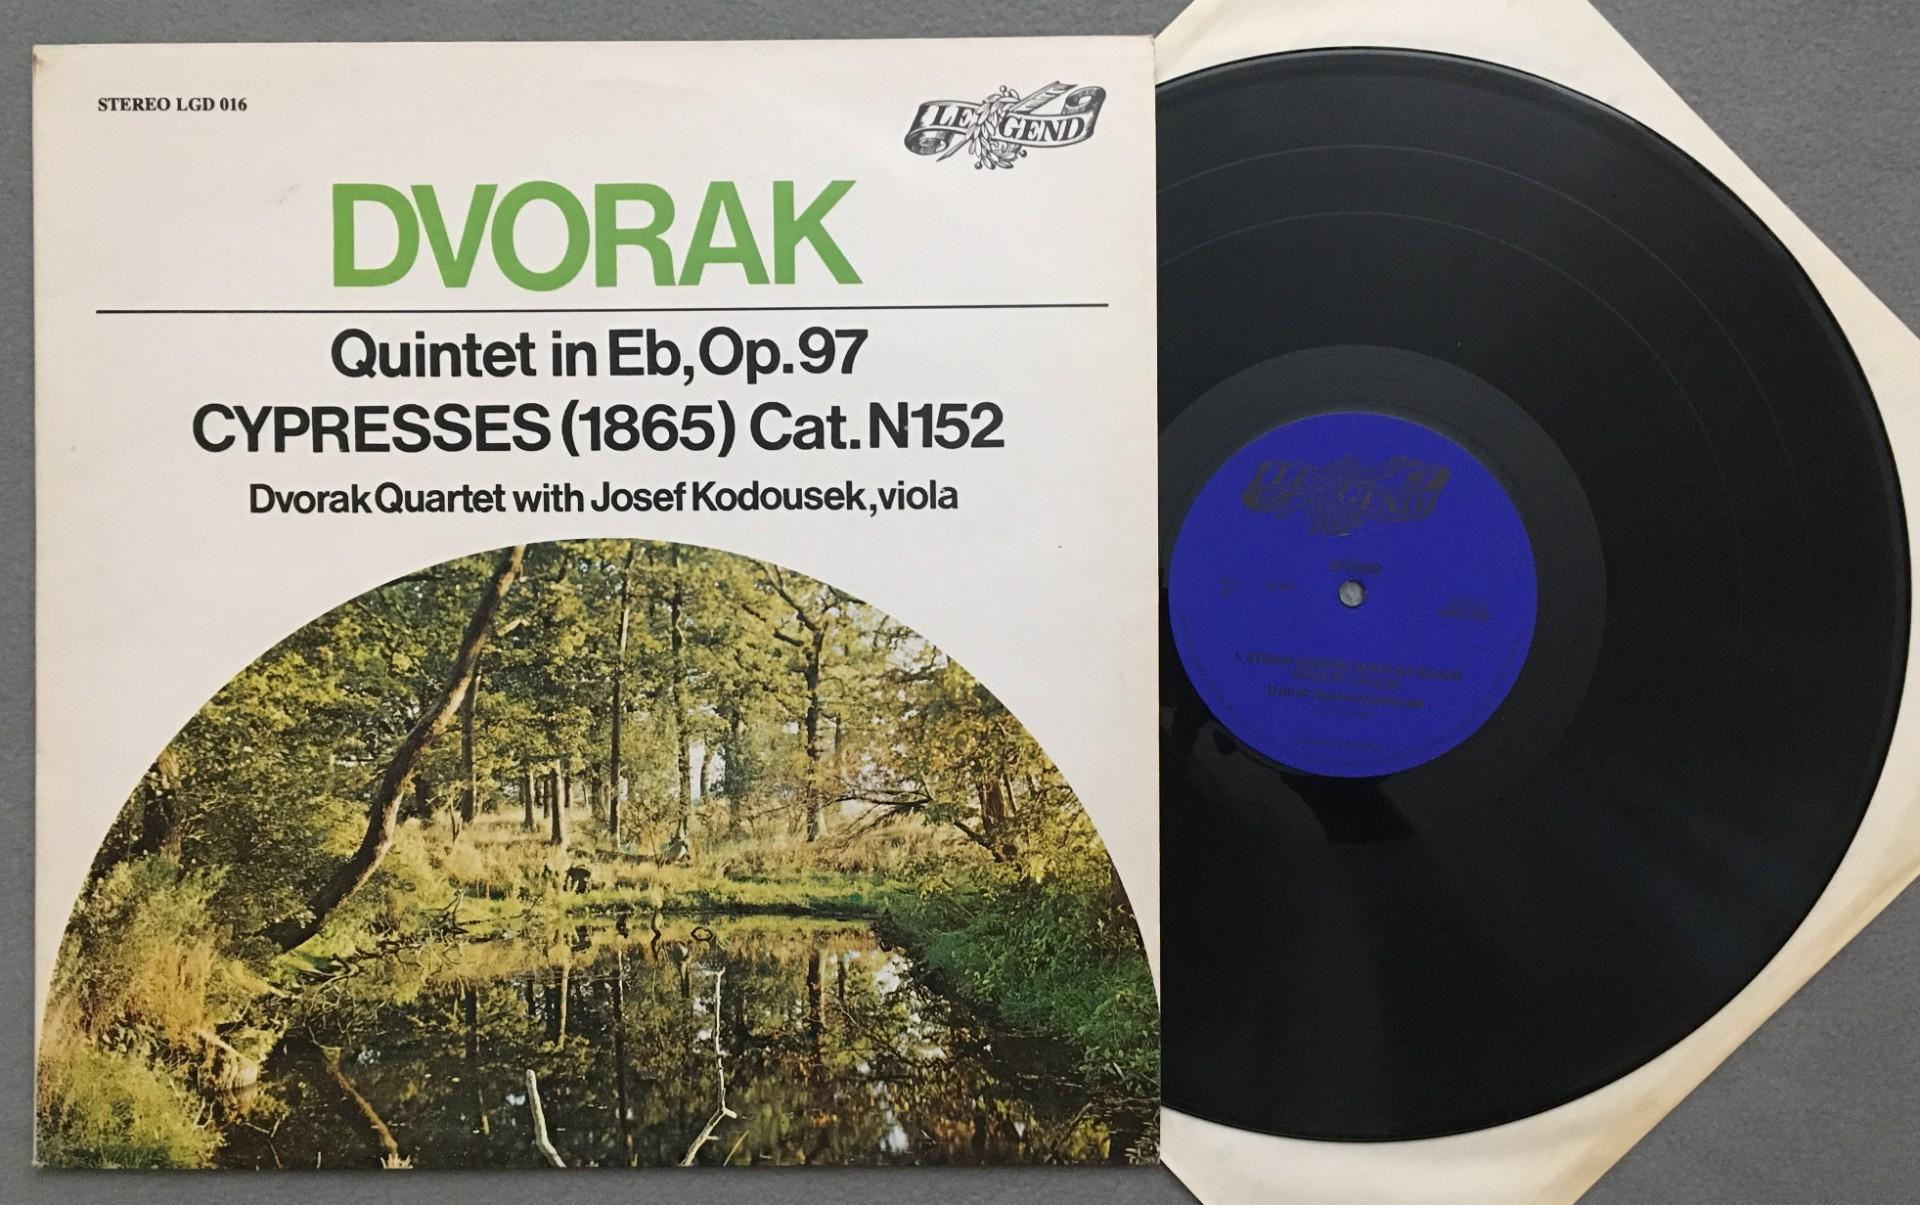 STEREO LGD 016
LEGEND
DVORAK
Quintet in Eb, Op. 97
CYPRESSES (1865) Cat. N152
Dvorak Quartet with Josef Kodousek, viola
LEGEND
STEREO